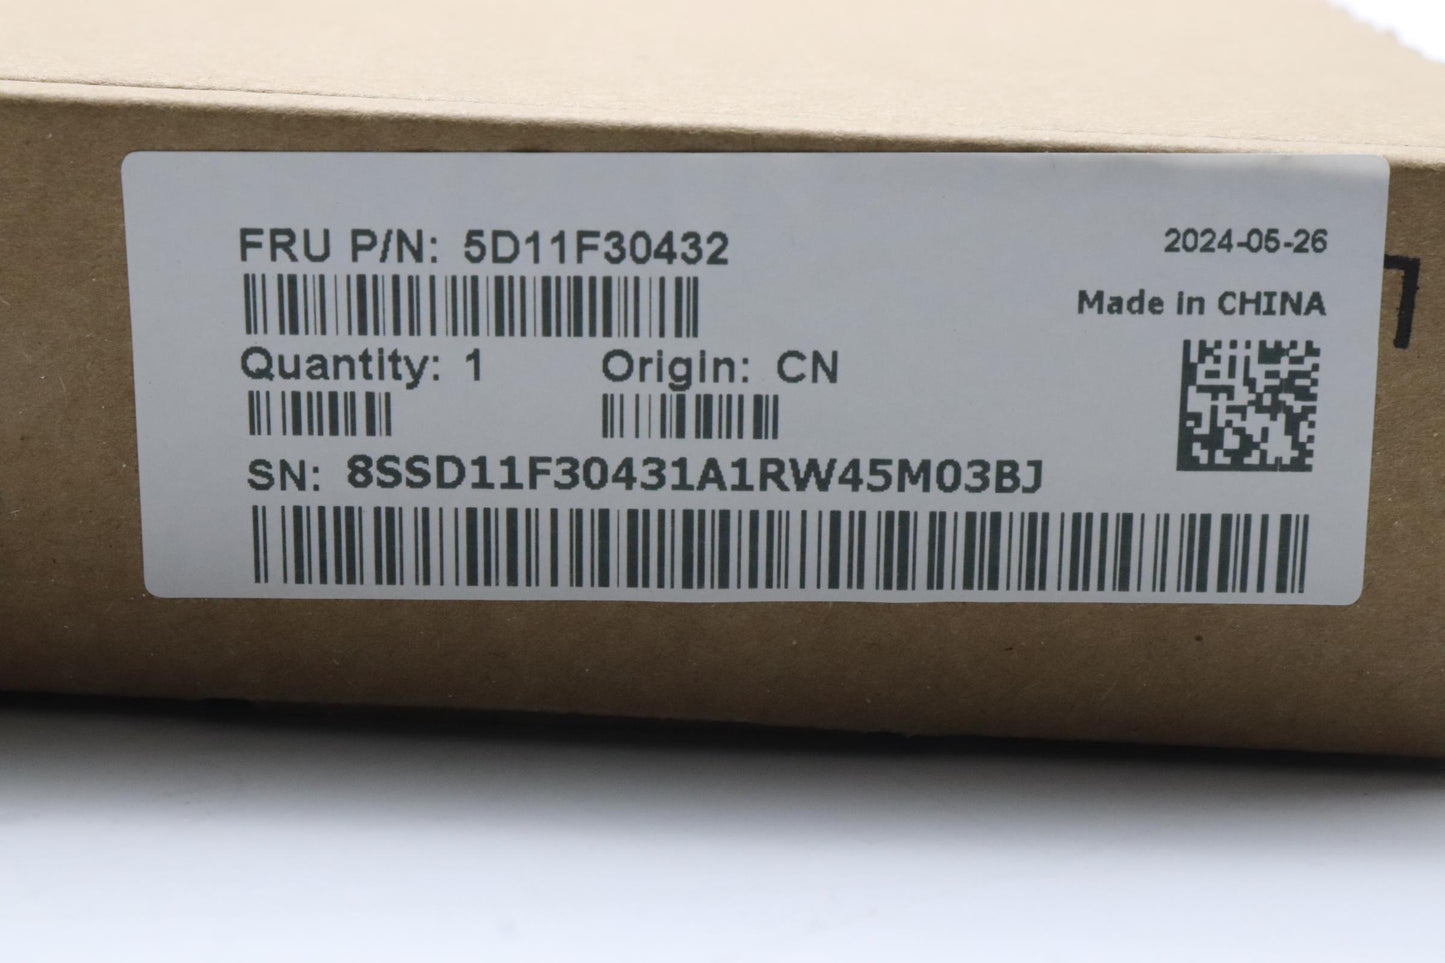 FRU P/N: 5D11F30432
2024-05-26
Made in CHINA
Quantity: 1 Origin: CN
SN: 8SSD11F30431A1RW45M03BJ